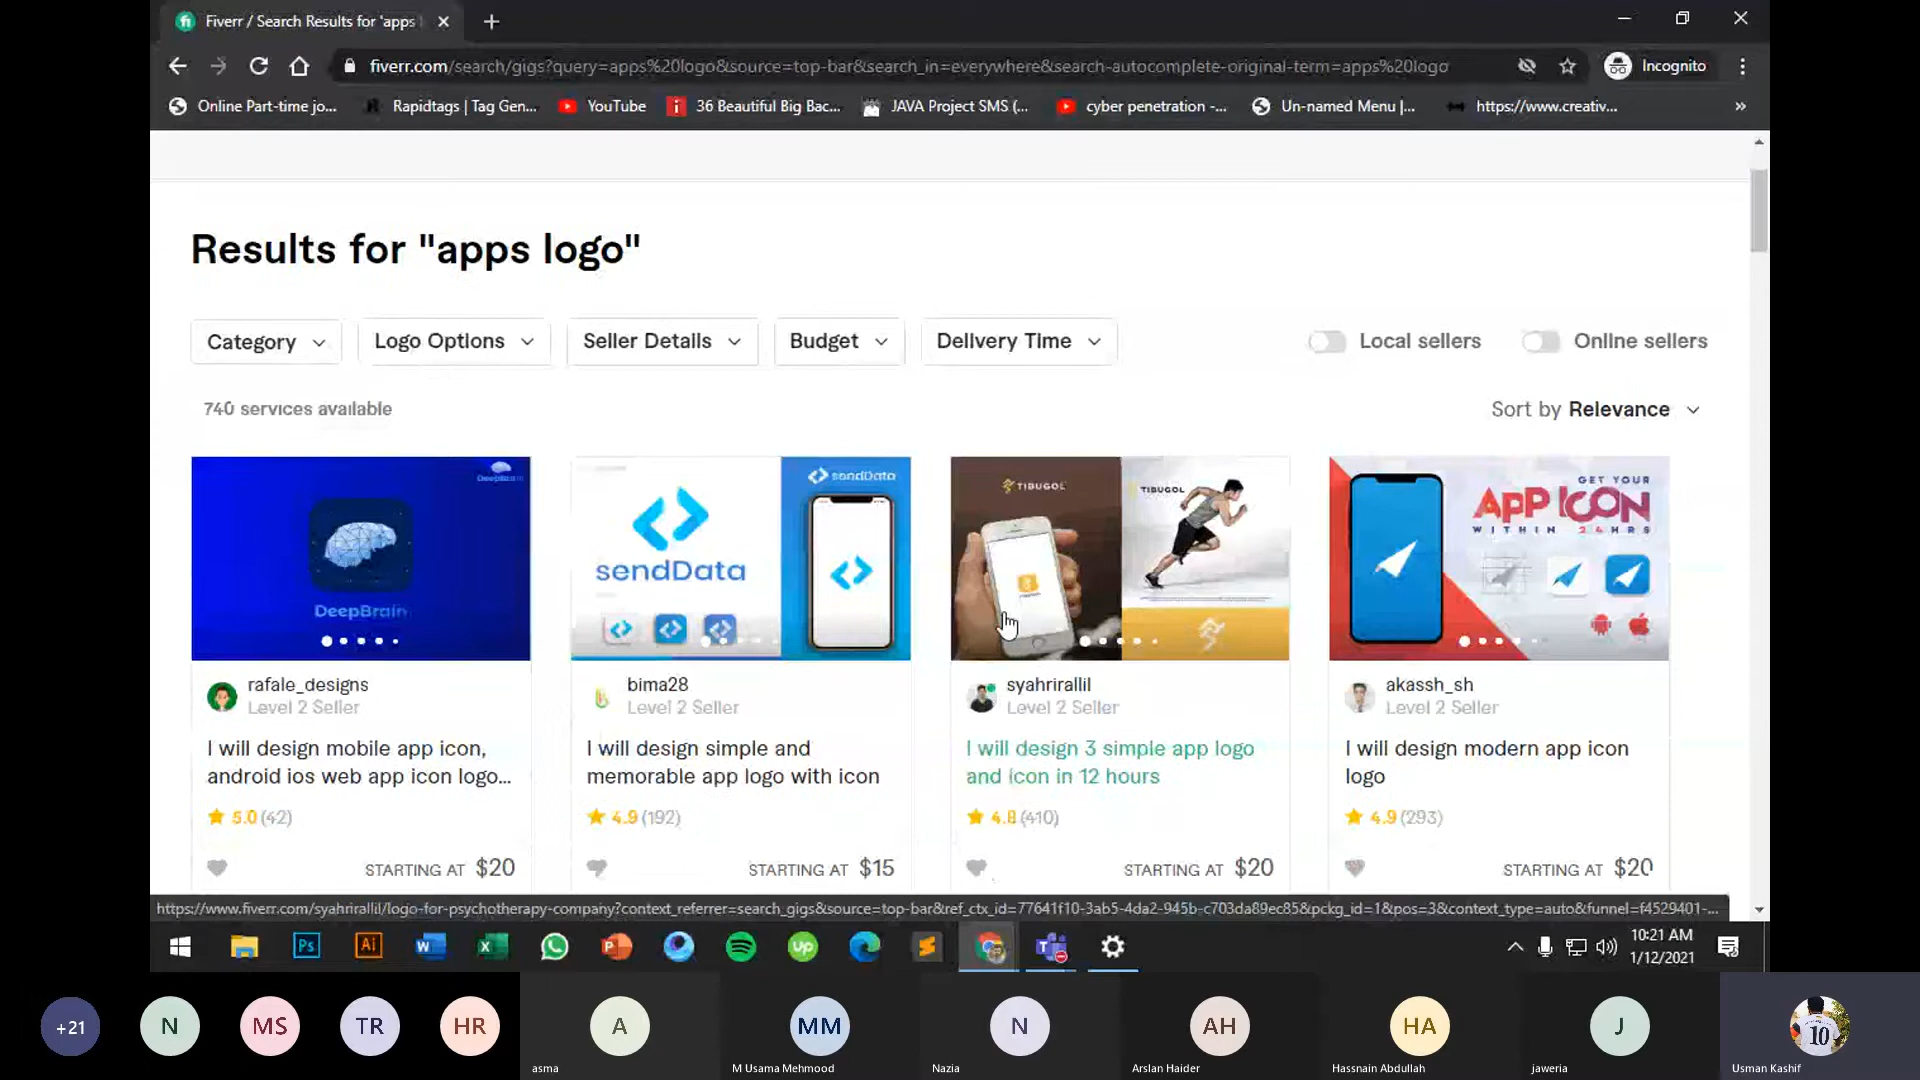 Fiverr / Search Results for 'apps l
fiverr.com/search/gigs?query=apps%20logo&source=top-bar&search_in=everywhere&search-autocomplete-original-term=apps%20logo
Incognito
Online Part-time jo...
Rapidtags | Tag Gen...
YouTube
36 Beautiful Big Bac...
JAVA Project SMS (...
cyber penetration -...
Un-named Menu |...
https://www.creativ...
»
Results for "apps logo"
Category
Logo Options
Seller Details
Budget
Delivery Time
Local sellers
Online sellers
740 services available
Sort by Relevance
DeepBrain
DeepBrain
sendData
sendData
TIBUGOL
TIBUGOL
GET YOUR
APP ICON
WITHIN 24HRS
rafale_designs
Level 2 Seller
I will design mobile app icon,
android ios web app icon logo...
5.0 (42)
STARTING AT $20
bima28
Level 2 Seller
I will design simple and
memorable app logo with icon
4.9 (192)
STARTING AT $15
syahrirallil
Level 2 Seller
I will design 3 simple app logo
and icon in 12 hours
4.8 (410)
STARTING AT $20
akassh_sh
Level 2 Seller
I will design modern app icon
logo
4.9 (293)
STARTING AT $20
https://www.fiverr.com/syahrirallil/logo-for-psychotherapy-company?context_referrer=search_gigs&source=top-bar&ref_ctx_id=77641f10-3ab5-4da2-945b-c703da89ec85&pckg_id=1&pos=3&context_type=auto&funnel=f4529401-...
Ps
Ai
up
10:21 AM
1/12/2021
+21
N
MS
TR
HR
A
asma
MM
M Usama Mehmood
N
Nazia
AH
Arslan Haider
HA
Hassnain Abdullah
J
jaweria
10
Usman Kashif